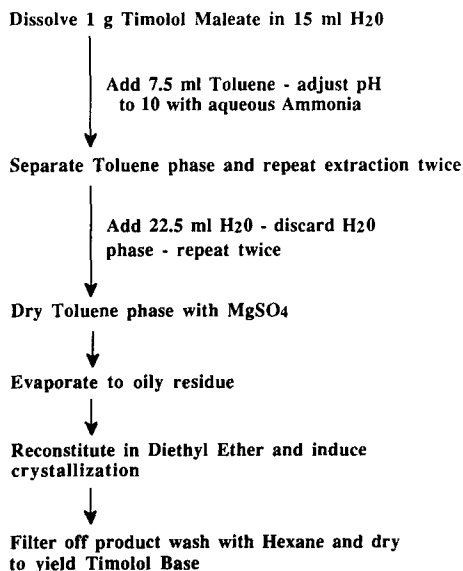 Dissolve 1 g Timolol Maleate in 15 ml H20
Add 7.5 ml Toluene - adjust pH
to 10 with aqueous Ammonia
Separate Toluene phase and repeat extraction twice
Add 22.5 ml H20 - discard H20
phase - repeat twice
Dry Toluene phase with MgSO4
Evaporate to oily residue
Reconstitute in Diethyl Ether and induce
crystallization
Filter off product wash with Hexane and dry
to yield Timolol Base